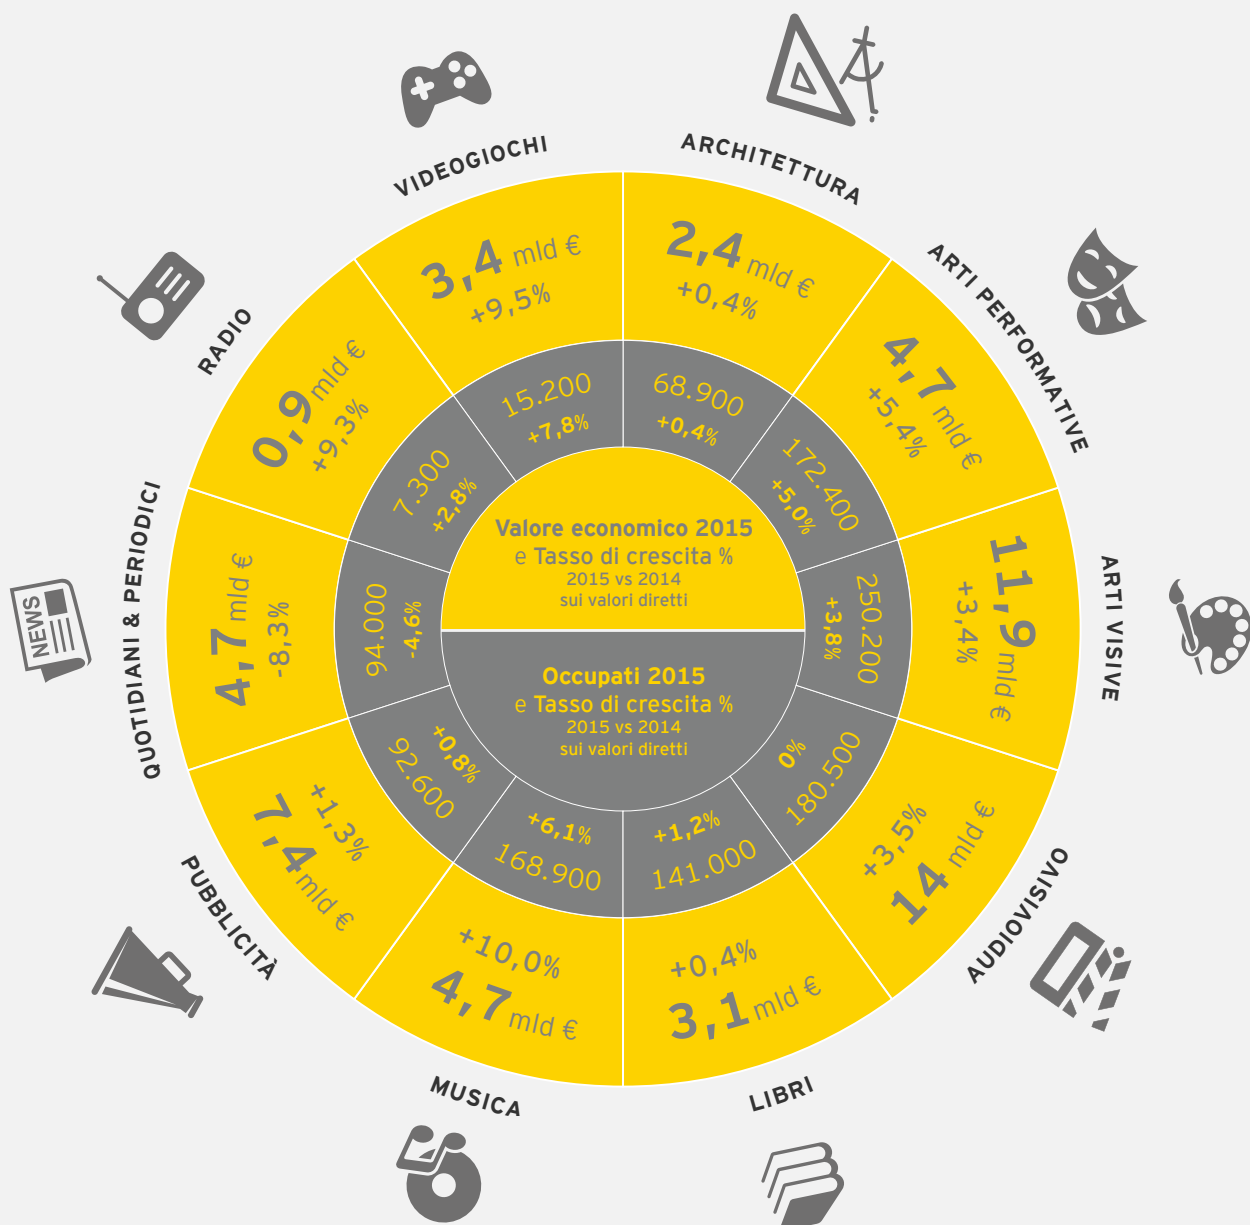 VIDEOGIOCHI
3,4 mld €
+9,5%
15.200
+7,8%
ARCHITETTURA
2,4 mld €
+0,4%
68.900
+0,4%
ARTI PERFORMATIVE
4,7 mld €
+5,4%
172.400
+5,0%
ARTI VISIVE
11,9 mld €
+3,4%
250.200
+3,8%
AUDIOVISIVO
+3,5%
14 mld €
0%
180.500
LIBRI
+0,4%
3,1 mld €
+1,2%
141.000
MUSICA
+10,0%
4,7 mld €
+6,1%
168.900
PUBBLICITÀ
+1,3%
7,4 mld €
+0,8%
92.600
QUOTIDIANI & PERIODICI
NEWS
4,7 mld €
-8,3%
94.000
-4,6%
RADIO
0,9 mld €
+9,3%
7.300
+2,8%
Valore economico 2015
e Tasso di crescita %
2015 vs 2014
sui valori diretti
Occupati 2015
e Tasso di crescita %
2015 vs 2014
sui valori diretti